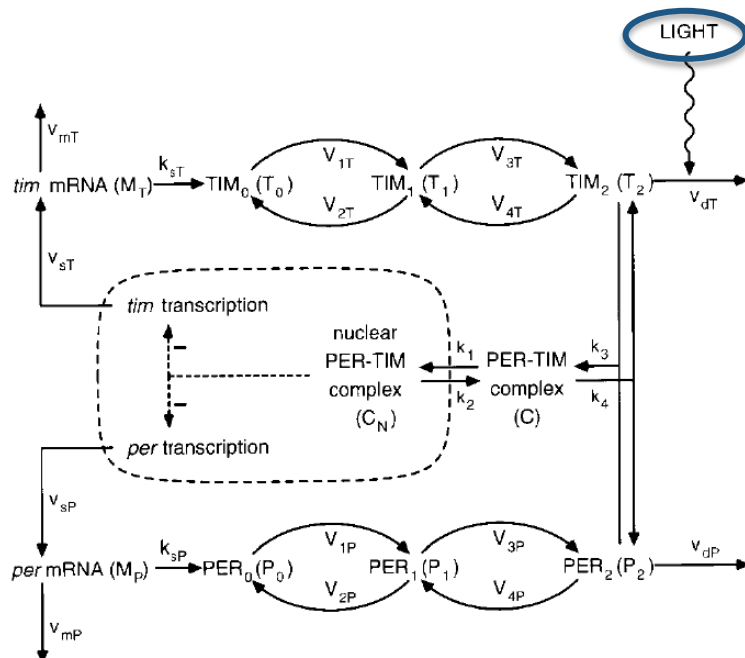 LIGHT
v_mT
tim mRNA (M_T) k_sT TIM_0 (T_0) V_1T TIM_1 (T_1) V_3T TIM_2 (T_2)
V_2T V_4T v_dT
v_sT
tim transcription
nuclear
PER-TIM k_1 PER-TIM k_3
complex k_2 complex k_4
(C_N) (C)
–
–
per transcription
v_sP
per mRNA (M_P) k_sP PER_0 (P_0) V_1P PER_1 (P_1) V_3P PER_2 (P_2) v_dP
V_2P V_4P
v_mP